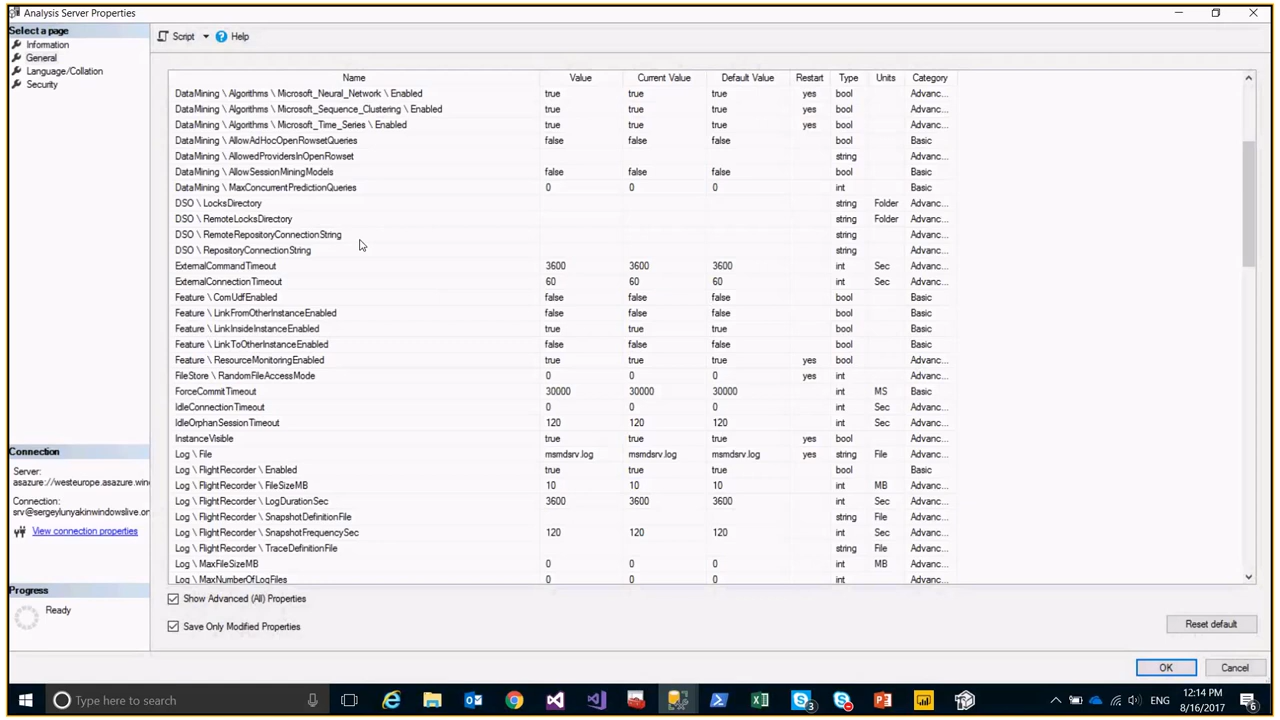 Analysis Server Properties
Select a page
Information
General
Language/Collation
Security
Script Help
Name Value Current Value Default Value Restart Type Units Category
DataMining \ Algorithms \ Microsoft_Neural_Network \ Enabled true true true yes bool Advanc...
DataMining \ Algorithms \ Microsoft_Sequence_Clustering \ Enabled true true true yes bool Advanc...
DataMining \ Algorithms \ Microsoft_Time_Series \ Enabled true true true yes bool Advanc...
DataMining \ AllowAdHocOpenRowsetQueries false false false bool Basic
DataMining \ AllowedProvidersInOpenRowset string Advanc...
DataMining \ AllowSessionMiningModels false false false bool Basic
DataMining \ MaxConcurrentPredictionQueries 0 0 0 int Basic
DSO \ LocksDirectory string Folder Advanc...
DSO \ RemoteLocksDirectory string Folder Advanc...
DSO \ RemoteRepositoryConnectionString string Advanc...
DSO \ RepositoryConnectionString string Advanc...
ExternalCommandTimeout 3600 3600 3600 int Sec Advanc...
ExternalConnectionTimeout 60 60 60 int Sec Advanc...
Feature \ ComUdfEnabled false false false bool Basic
Feature \ LinkFromOtherInstanceEnabled false false false bool Basic
Feature \ LinkInsideInstanceEnabled true true true bool Basic
Feature \ LinkToOtherInstanceEnabled false false false bool Basic
Feature \ ResourceMonitoringEnabled true true true yes bool Advanc...
FileStore \ RandomFileAccessMode 0 0 0 yes int Advanc...
ForceCommitTimeout 30000 30000 30000 int MS Basic
IdleConnectionTimeout 0 0 0 int Sec Advanc...
IdleOrphanSessionTimeout 120 120 120 int Sec Advanc...
InstanceVisible true true true yes bool Advanc...
Log \ File msmdsrv.log msmdsrv.log msmdsrv.log yes string File Advanc...
Log \ FlightRecorder \ Enabled true true true bool Basic
Log \ FlightRecorder \ FileSizeMB 10 10 10 int MB Advanc...
Log \ FlightRecorder \ LogDurationSec 3600 3600 3600 int Sec Advanc...
Log \ FlightRecorder \ SnapshotDefinitionFile string File Advanc...
Log \ FlightRecorder \ SnapshotFrequencySec 120 120 120 int Sec Advanc...
Log \ FlightRecorder \ TraceDefinitionFile string File Advanc...
Log \ MaxFileSizeMB 0 0 0 int MB Advanc...
Log \ MaxNumberOfLogFiles 0 0 0 int Advanc...
Connection
Server:
asazure://westeurope.asazure.win
Connection:
srv@sergeylunyakinwindowslive.on
View connection properties
Progress
Ready
Show Advanced (All) Properties
Save Only Modified Properties
Reset default
OK Cancel
Type here to search
3
ENG
12:14 PM
8/16/2017
6